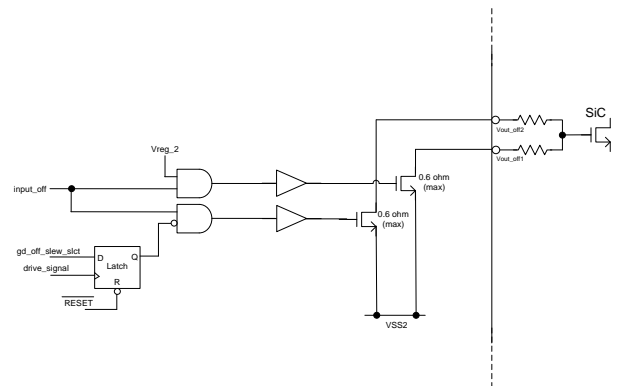 SiC
Vout_off2
Vreg_2
Vout_off1
0.6 ohm
(max)
input_off
0.6 ohm
(max)
gd_off_slew_slct
D
Q
Latch
drive_signal
R
RESET
VSS2